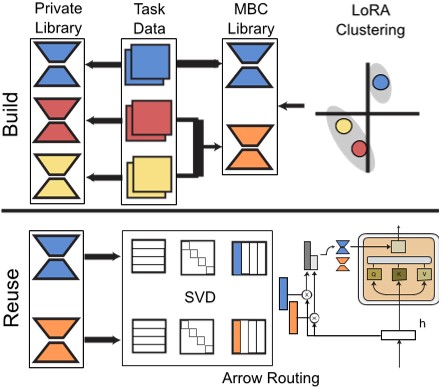 Private
Library
Task
Data
MBC
Library
LoRA
Clustering
Build
Reuse
SVD
Arrow Routing
Q
K
V
h